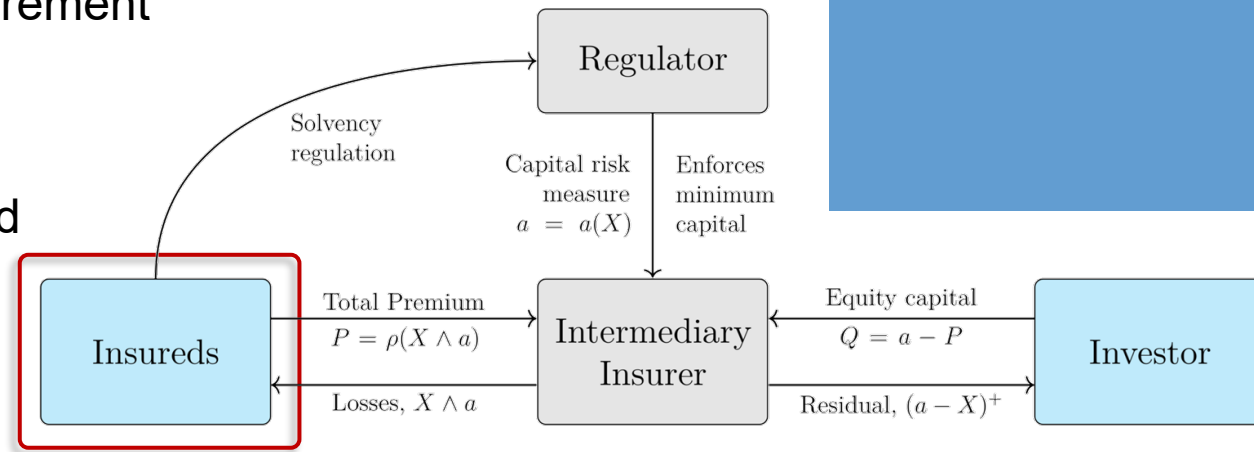 rement
Regulator
Solvency
regulation
Capital risk
measure
a = a(X)
Enforces
minimum
capital
d
Insureds
Total Premium
P = ρ(X ∧ a)
Losses, X ∧ a
Intermediary
Insurer
Equity capital
Q = a − P
Residual, (a − X)⁺
Investor